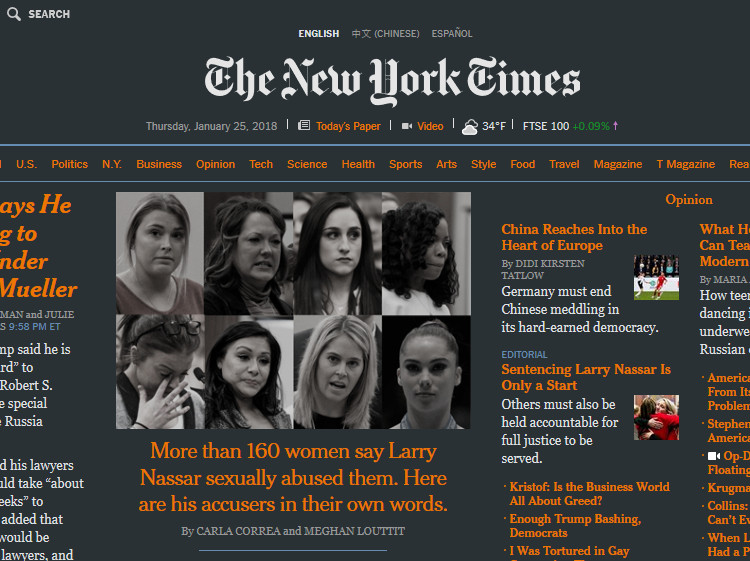 SEARCH
ENGLISH 中文 (CHINESE) ESPAÑOL
The New York Times
Thursday, January 25, 2018 Today's Paper Video 34°F FTSE 100 +0.09%
U.S. Politics N.Y. Business Opinion Tech Science Health Sports Arts Style Food Travel Magazine T Magazine Rea
ays He
g to
nder
Mueller
MAN and JULIE
S 9:58 PM ET
mp said he is
rd" to
Robert S.
e special
Russia
d his lawyers
uld take "about
eeks" to
added that
would be
lawyers, and
More than 160 women say Larry
Nassar sexually abused them. Here
are his accusers in their own words.
By CARLA CORREA and MEGHAN LOUTTIT
Opinion
China Reaches Into the
Heart of Europe
By DIDI KIRSTEN
TATLOW
Germany must end
Chinese meddling in
its hard-earned democracy.
EDITORIAL
Sentencing Larry Nassar Is
Only a Start
Others must also be
held accountable for
full justice to be
served.
· Kristof: Is the Business World
All About Greed?
· Enough Trump Bashing,
Democrats
· I Was Tortured in Gay
What H
Can Tea
Modern
By MARIA
How teen
dancing i
underwe
Russian
· America
From Its
Problem
· Stephen
America
· Op-D
Floating
· Krugma
· Collins:
Can't Ev
· When L
Had a P